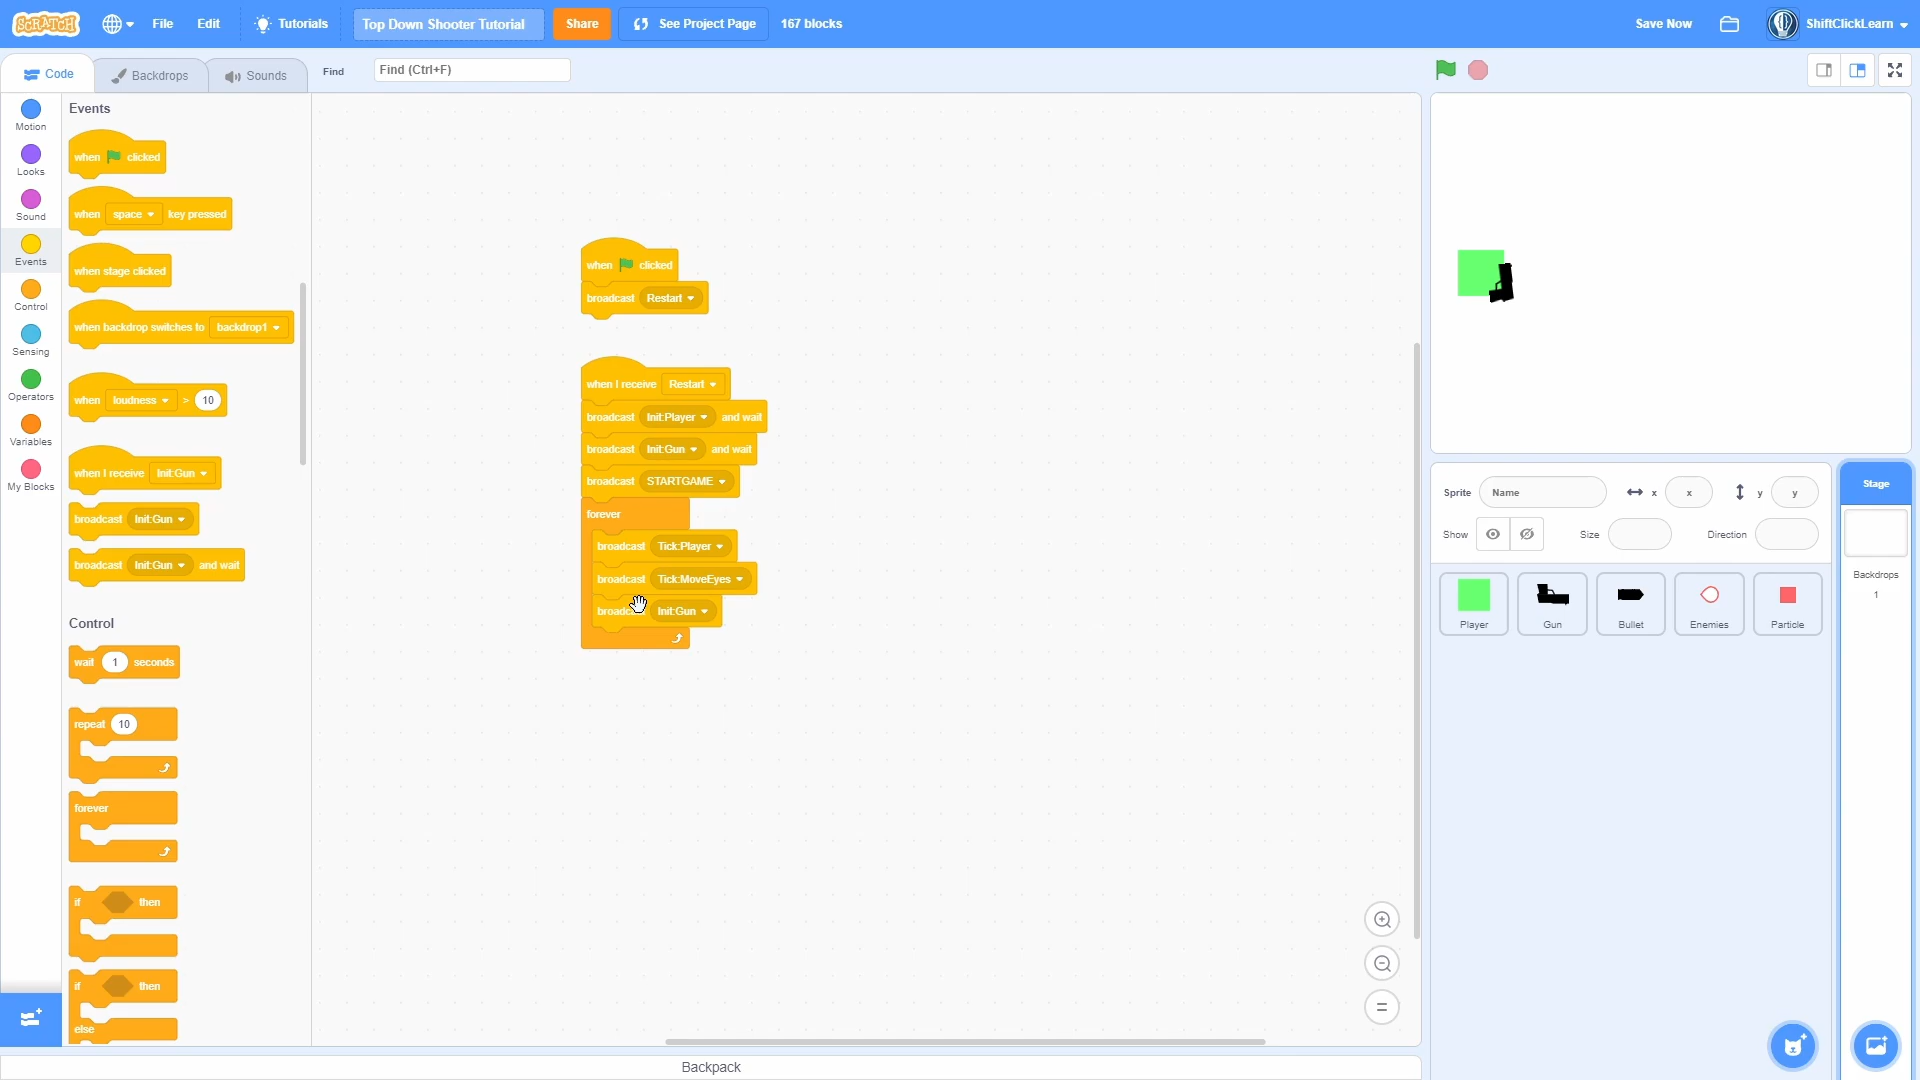 SCRATCH File Edit Tutorials Top Down Shooter Tutorial Share See Project Page 167 blocks Save Now ShiftClickLearn
Code Backdrops Sounds Find Find (Ctrl+F)
Motion
Looks
Sound
Events
Control
Sensing
Operators
Variables
My Blocks
Events
when clicked
when space key pressed
when stage clicked
when backdrop switches to backdrop1
when loudness > 10
when I receive Init:Gun
broadcast Init:Gun
broadcast Init:Gun and wait
Control
wait 1 seconds
repeat 10
forever
if then
if then
else
when clicked
broadcast Restart
when I receive Restart
broadcast Init:Player and wait
broadcast Init:Gun and wait
broadcast STARTGAME
forever
broadcast Tick:Player
broadcast Tick:MoveEyes
Init:Gun
Sprite Name x x y y
Show Size Direction
Player Gun Bullet Enemies Particle
Stage
Backdrops
1
Backpack